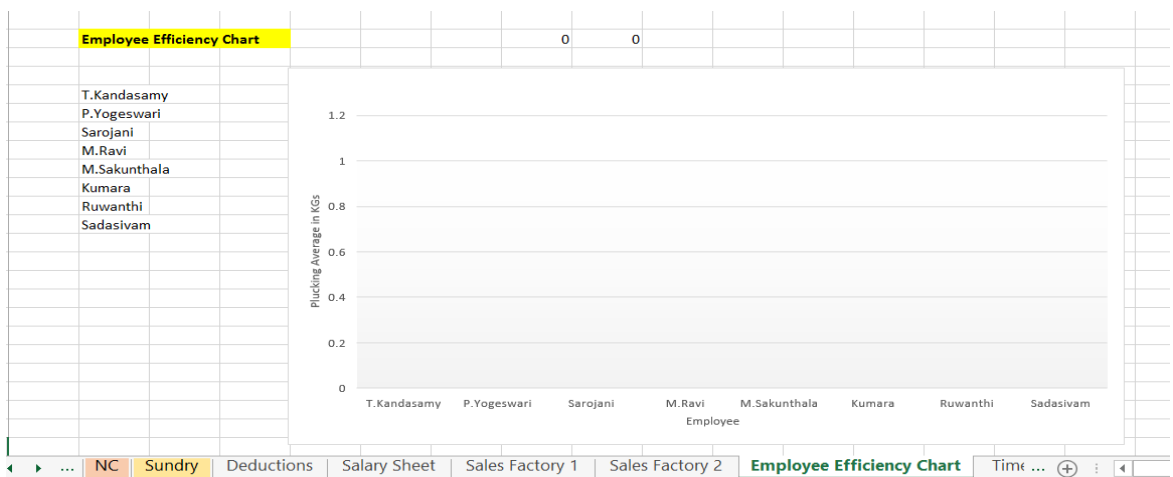 Employee Efficiency Chart 0 0
T.Kandasamy
P.Yogeswari
Sarojani
M.Ravi
M.Sakunthala
Kumara
Ruwanthi
Sadasivam
Plucking Average in KGs
1.2
1
0.8
0.6
0.4
0.2
0
T.Kandasamy P.Yogeswari Sarojani M.Ravi M.Sakunthala Kumara Ruwanthi Sadasivam
Employee
... NC Sundry Deductions Salary Sheet Sales Factory 1 Sales Factory 2 Employee Efficiency Chart Time ...